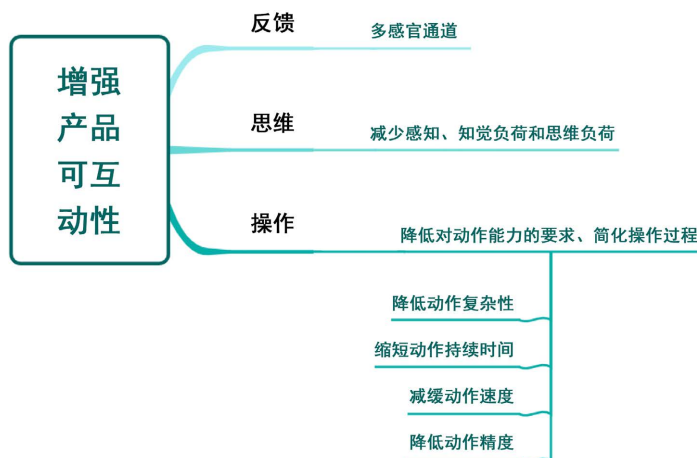 增强
产品
可互
动性
反馈
多感官通道
思维
减少感知、知觉负荷和思维负荷
操作
降低对动作能力的要求、简化操作过程
降低动作复杂性
缩短动作持续时间
减缓动作速度
降低动作精度